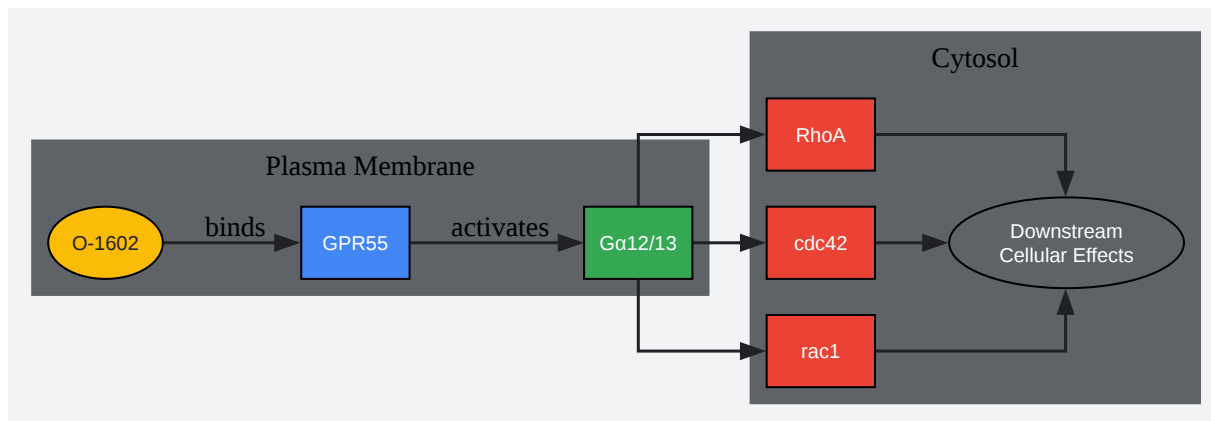 Cytosol
RhoA
Plasma Membrane
O-1602
binds
GPR55
activates
Gα12/13
cdc42
Downstream
Cellular Effects
rac1